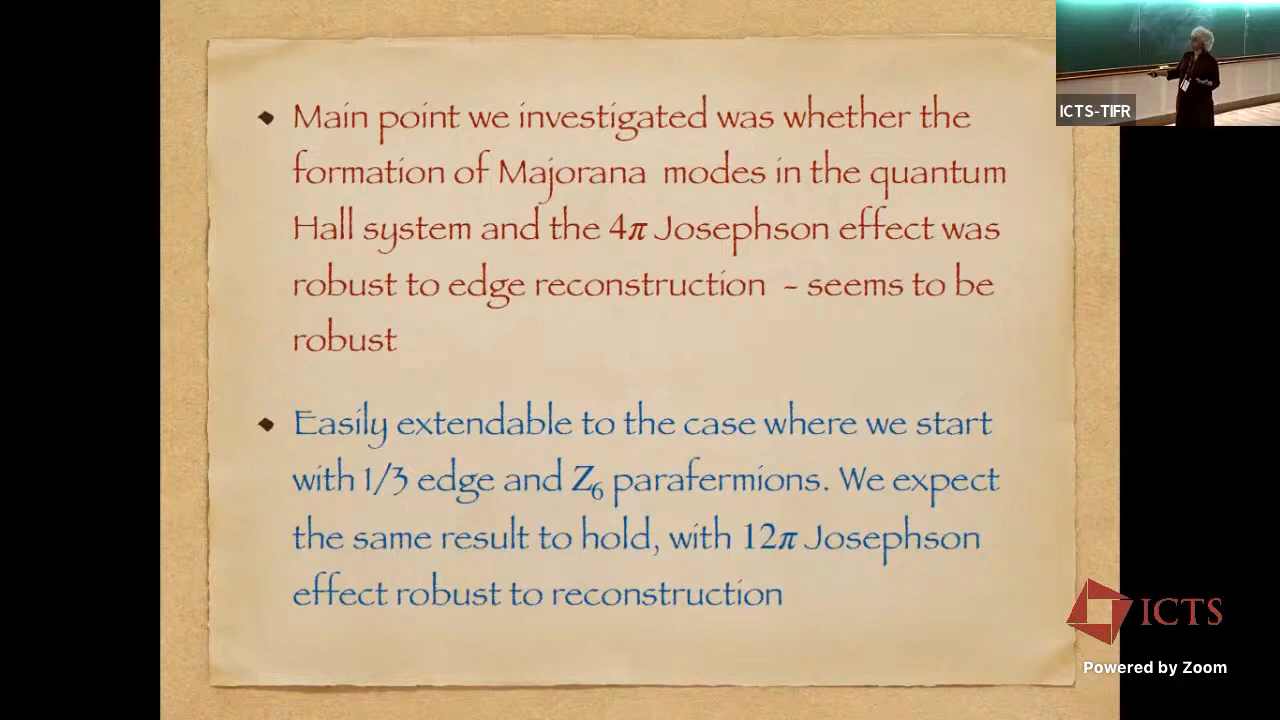 Main point we investigated was whether the
formation of Majorana modes in the quantum
Hall system and the 4π Josephson effect was
robust to edge reconstruction - seems to be
robust
Easily extendable to the case where we start
with 1/3 edge and Z₆ parafermions. We expect
the same result to hold, with 12π Josephson
effect robust to reconstruction
ICTS-TIFR
ICTS
Powered by Zoom